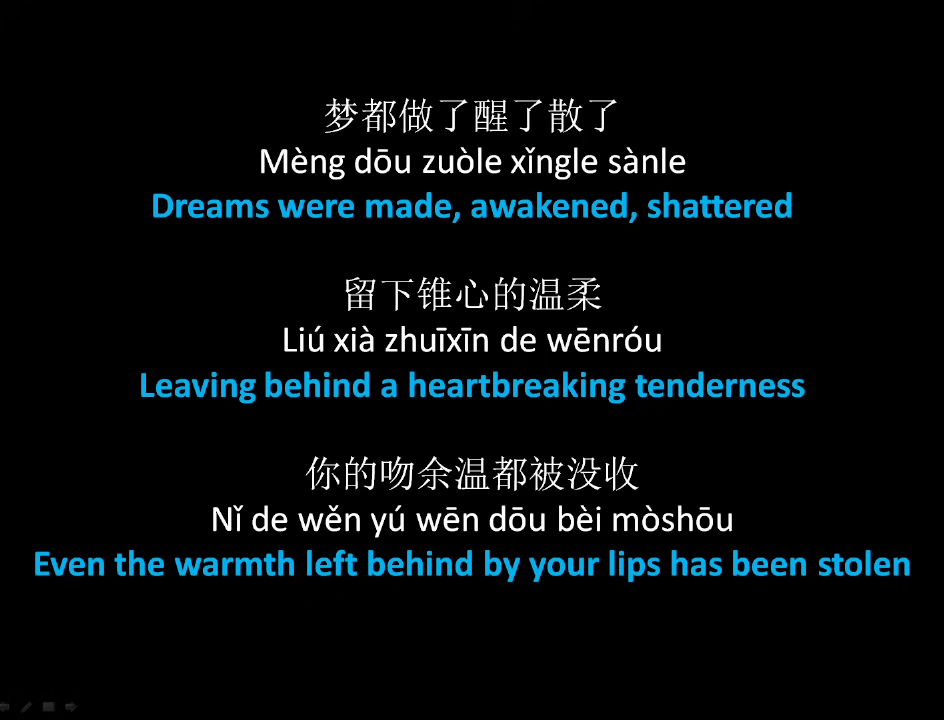 梦都做了醒了散了
Mèng dōu zuòle xǐngle sànle
Dreams were made, awakened, shattered
留下锥心的温柔
Liú xià zhuīxīn de wēnróu
Leaving behind a heartbreaking tenderness
你的吻余温都被没收
Nǐ de wěn yú wēn dōu bèi mòshōu
Even the warmth left behind by your lips has been stolen